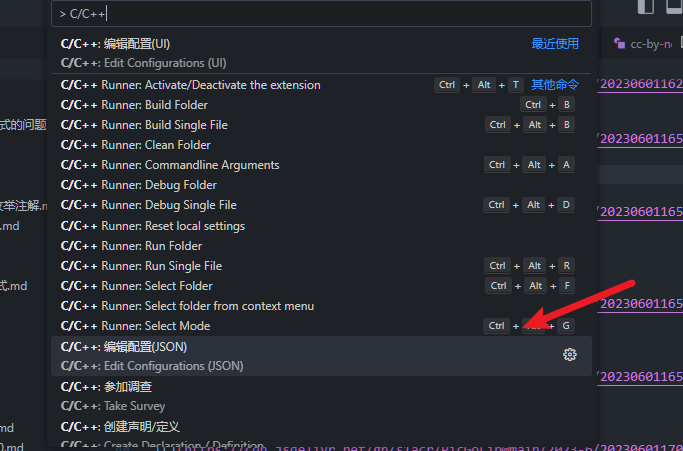 > C/C++
C/C++: 编辑配置(UI) 最近使用
C/C++: Edit Configurations (UI)
C/C++ Runner: Activate/Deactivate the extension Ctrl + Alt + T 其他命令
C/C++ Runner: Build Folder Ctrl + B
C/C++ Runner: Build Single File Ctrl + Alt + B
C/C++ Runner: Clean Folder
C/C++ Runner: Commandline Arguments Ctrl + Alt + A
C/C++ Runner: Debug Folder
C/C++ Runner: Debug Single File Ctrl + Alt + D
C/C++ Runner: Reset local settings
C/C++ Runner: Run Folder
C/C++ Runner: Run Single File Ctrl + Alt + R
C/C++ Runner: Select Folder Ctrl + Alt + F
C/C++ Runner: Select folder from context menu
C/C++ Runner: Select Mode Ctrl + + G
C/C++: 编辑配置(JSON)
C/C++: Edit Configurations (JSON)
C/C++: 参加调查
C/C++: Take Survey
C/C++: 创建声明/定义
C/C++: Create Declaration / Definition
式的问题
举注解.m
.md
式.md
md
0.md
cc-by-n
/20230601162
/20230601165
/20230601165
/20230601165
/20230601165
/20230601170